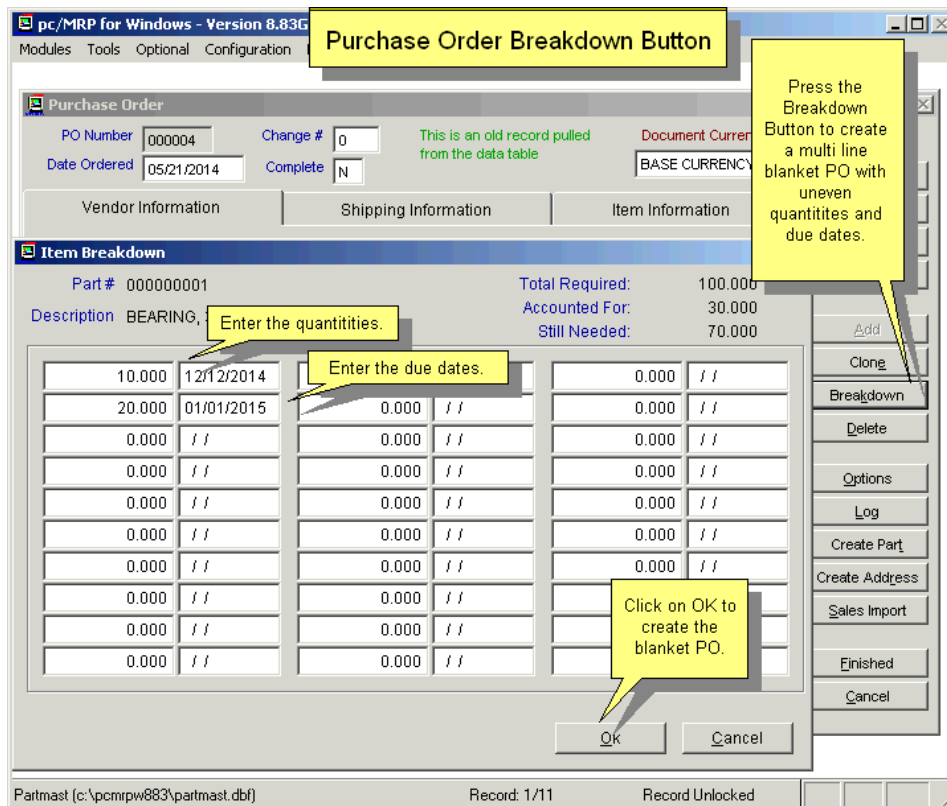 pc/MRP for Windows - Version 8.83G
Purchase Order Breakdown Button
Modules Tools Optional Configuration
Press the
Breakdown
Button to create
a multi line
blanket PO with
uneven
quantitites and
due dates.
Purchase Order
PO Number 000004 Change # 0 This is an old record pulled
from the data table
Document Curren
Date Ordered 05/21/2014 Complete N BASE CURRENCY
Vendor Information Shipping Information Item Information
Item Breakdown
Part # 000000001 Total Required: 100.000
Accounted For: 30.000
Description BEARING, Still Needed: 70.000
Enter the quantitities.
Enter the due dates.
10.000 12/12/2014 0.000 / /
20.000 01/01/2015 0.000 / / 0.000 / /
0.000 / / 0.000 / / 0.000 / /
0.000 / / 0.000 / / 0.000 / /
0.000 / / 0.000 / / 0.000 / /
0.000 / / 0.000 / / 0.000 / /
0.000 / / 0.000 / / 0.000 / /
0.000 / / 0.000 / / / /
0.000 / / 0.000 / / / /
0.000 / / 0.000 / / / /
Click on OK to
create the
blanket PO.
Ok Cancel
Add
Clone
Breakdown
Delete
Options
Log
Create Part
Create Address
Sales Import
Finished
Cancel
Partmast (c:\pcmrpw883\partmast.dbf) Record: 1/11 Record Unlocked